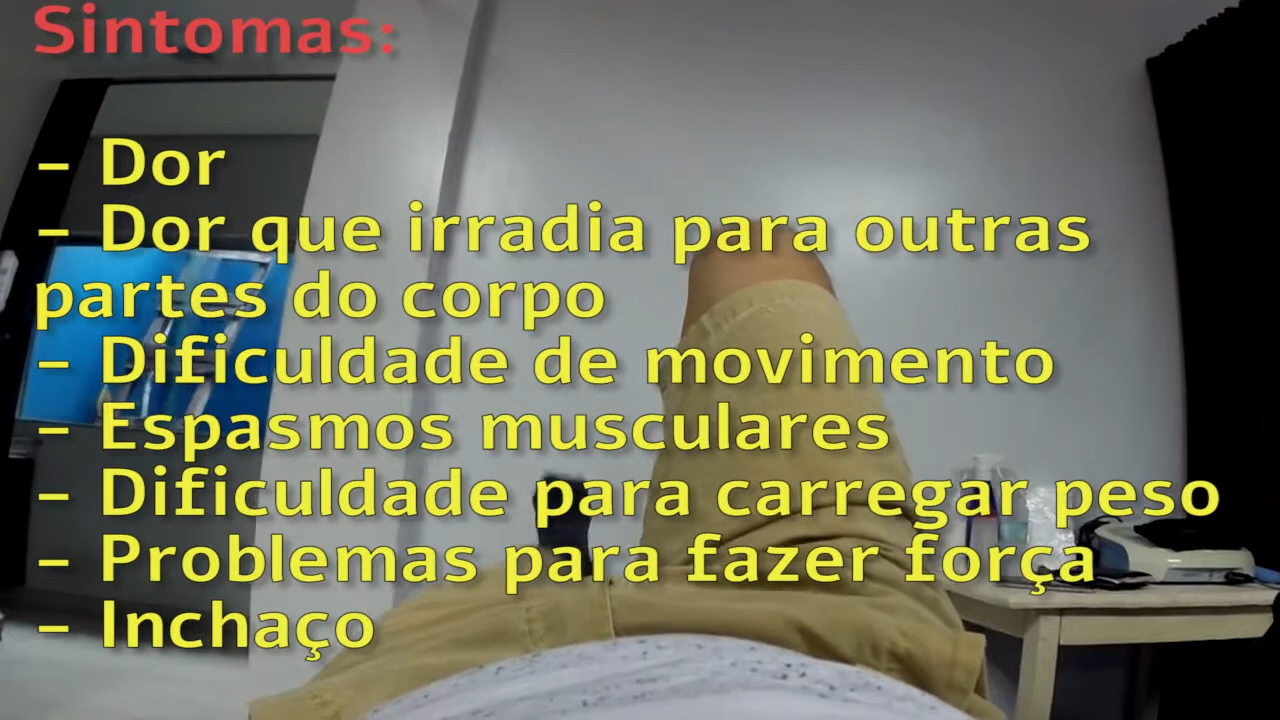 Sintomas:
- Dor
- Dor que irradia para outras
partes do corpo
- Dificuldade de movimento
- Espasmos musculares
- Dificuldade para carregar peso
- Problemas para fazer força
- Inchaço